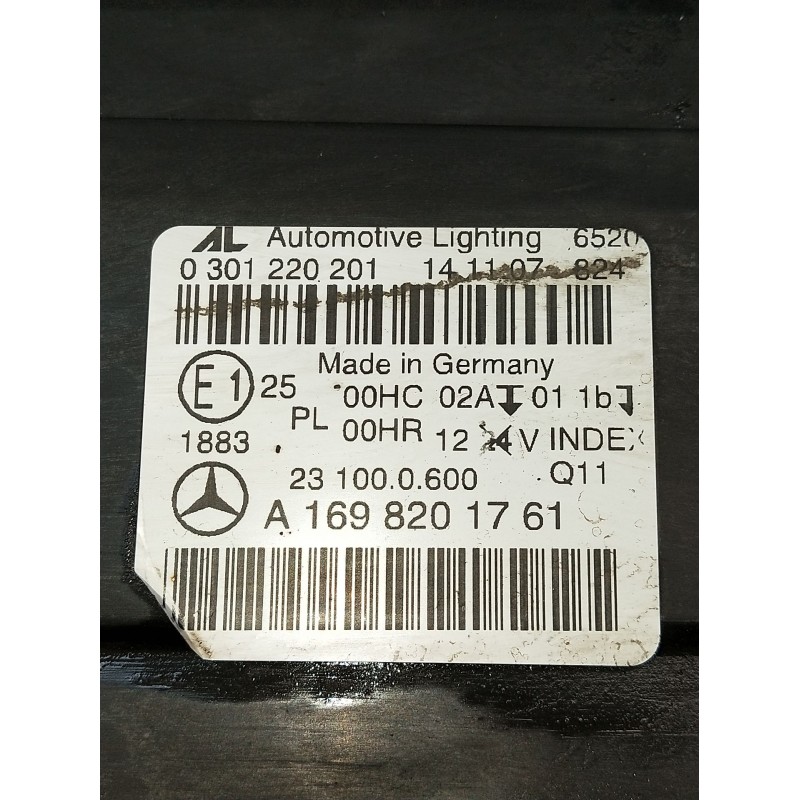 AL Automotive Lighting 6520
0 301 220 201 14.11.07 824
Made in Germany
E1 25 00HC 02A 01 1b
PL 00HR 12 V INDEX
1883
23 100.0.600 Q11
A 169 820 17 61